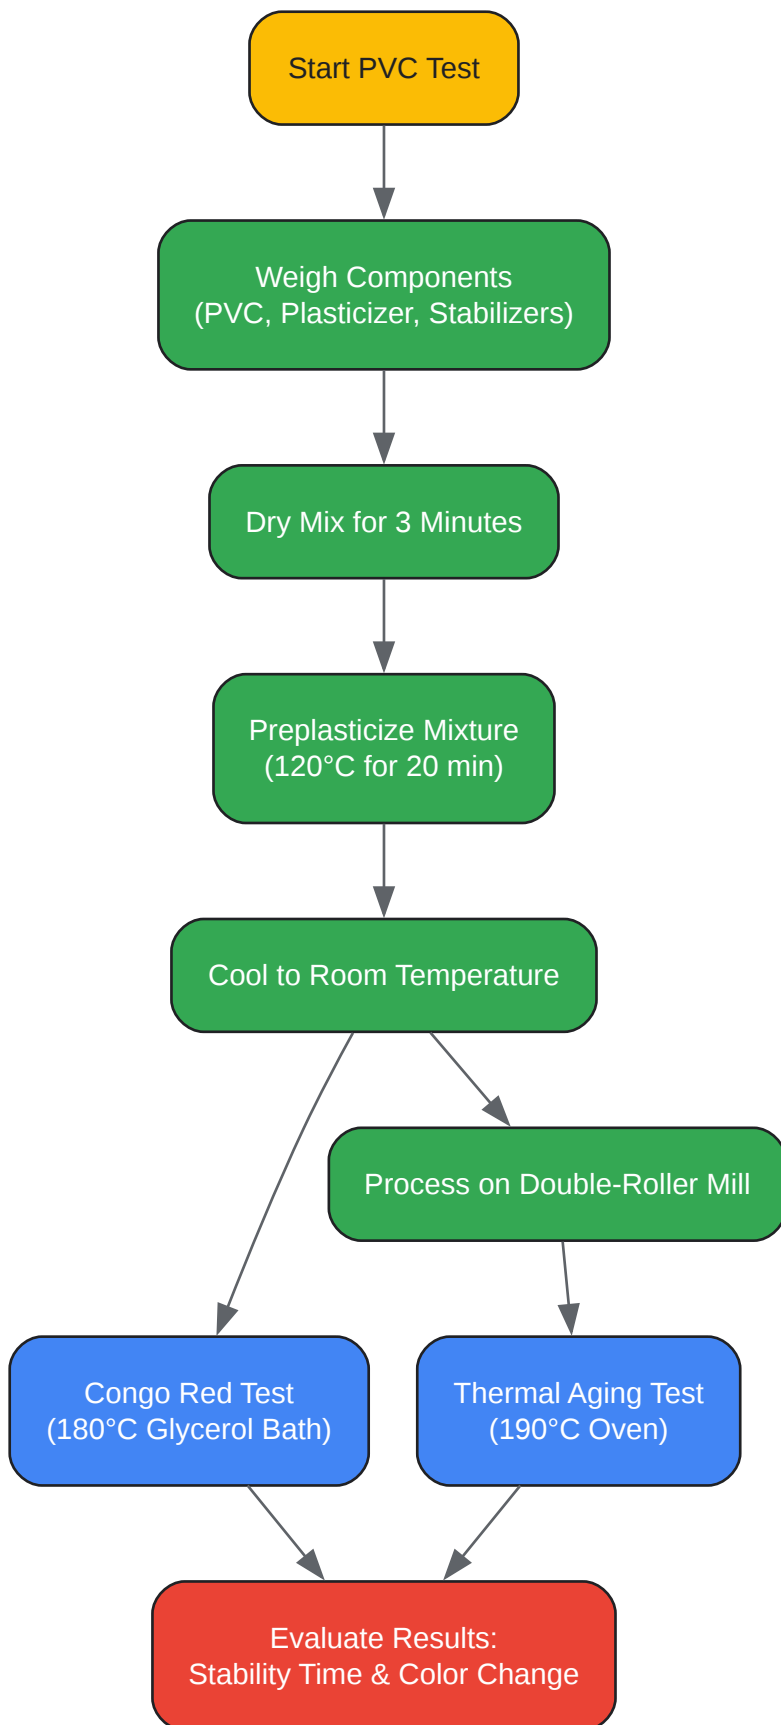 Start PVC Test
Weigh Components
(PVC, Plasticizer, Stabilizers)
Dry Mix for 3 Minutes
Preplasticize Mixture
(120°C for 20 min)
Cool to Room Temperature
Process on Double-Roller Mill
Congo Red Test
(180°C Glycerol Bath)
Thermal Aging Test
(190°C Oven)
Evaluate Results:
Stability Time & Color Change